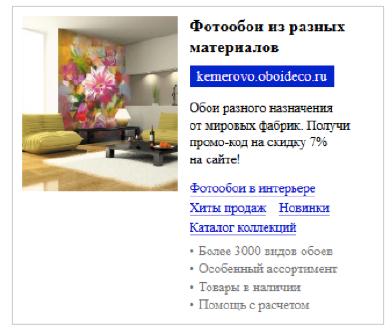 Фотообои из разных
материалов
kemerovo.oboideco.ru
Обои разного назначения
от мировых фабрик. Получи
промо-код на скидку 7%
на сайте!
Фотообои в интерьере
Хиты продаж Новинки
Каталог коллекций
• Более 3000 видов обоев
• Особенный ассортимент
• Товары в наличии
• Помощь с расчетом